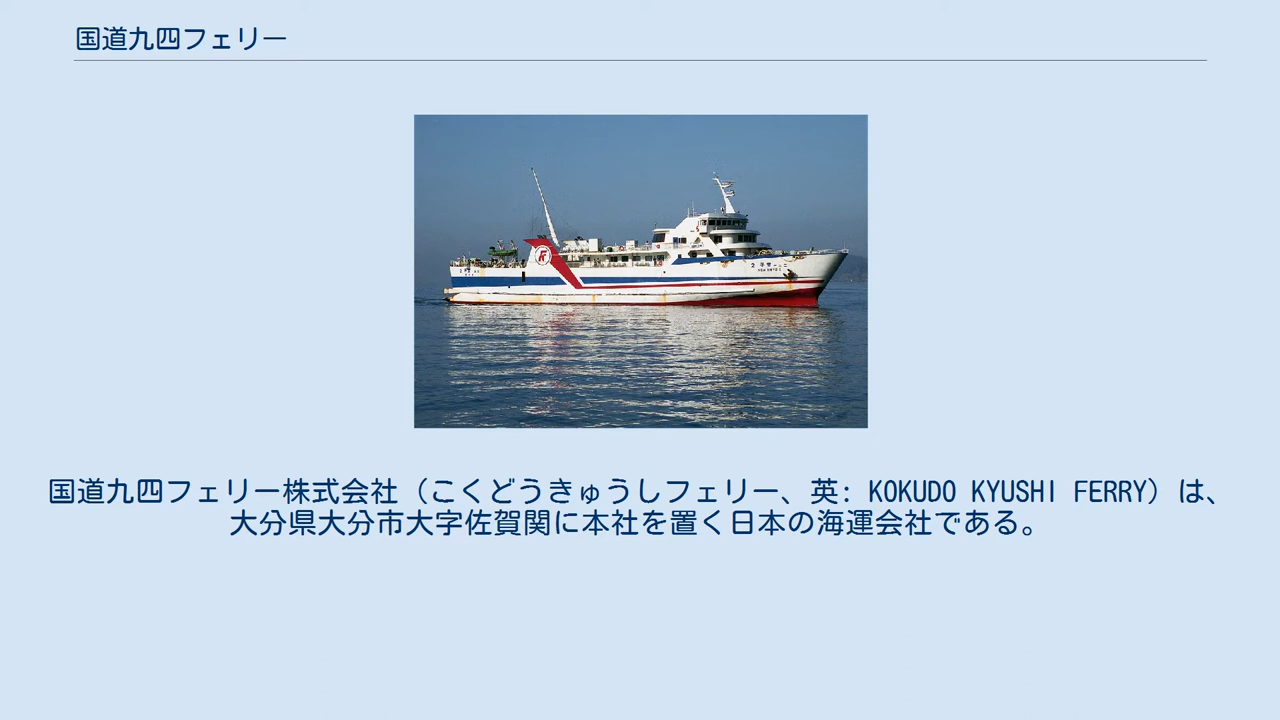 国道九四フェリー
国道九四フェリー株式会社（こくどうきゅうしフェリー、英: KOKUDO KYUSHI FERRY）は、
大分県大分市大字佐賀関に本社を置く日本の海運会社である。